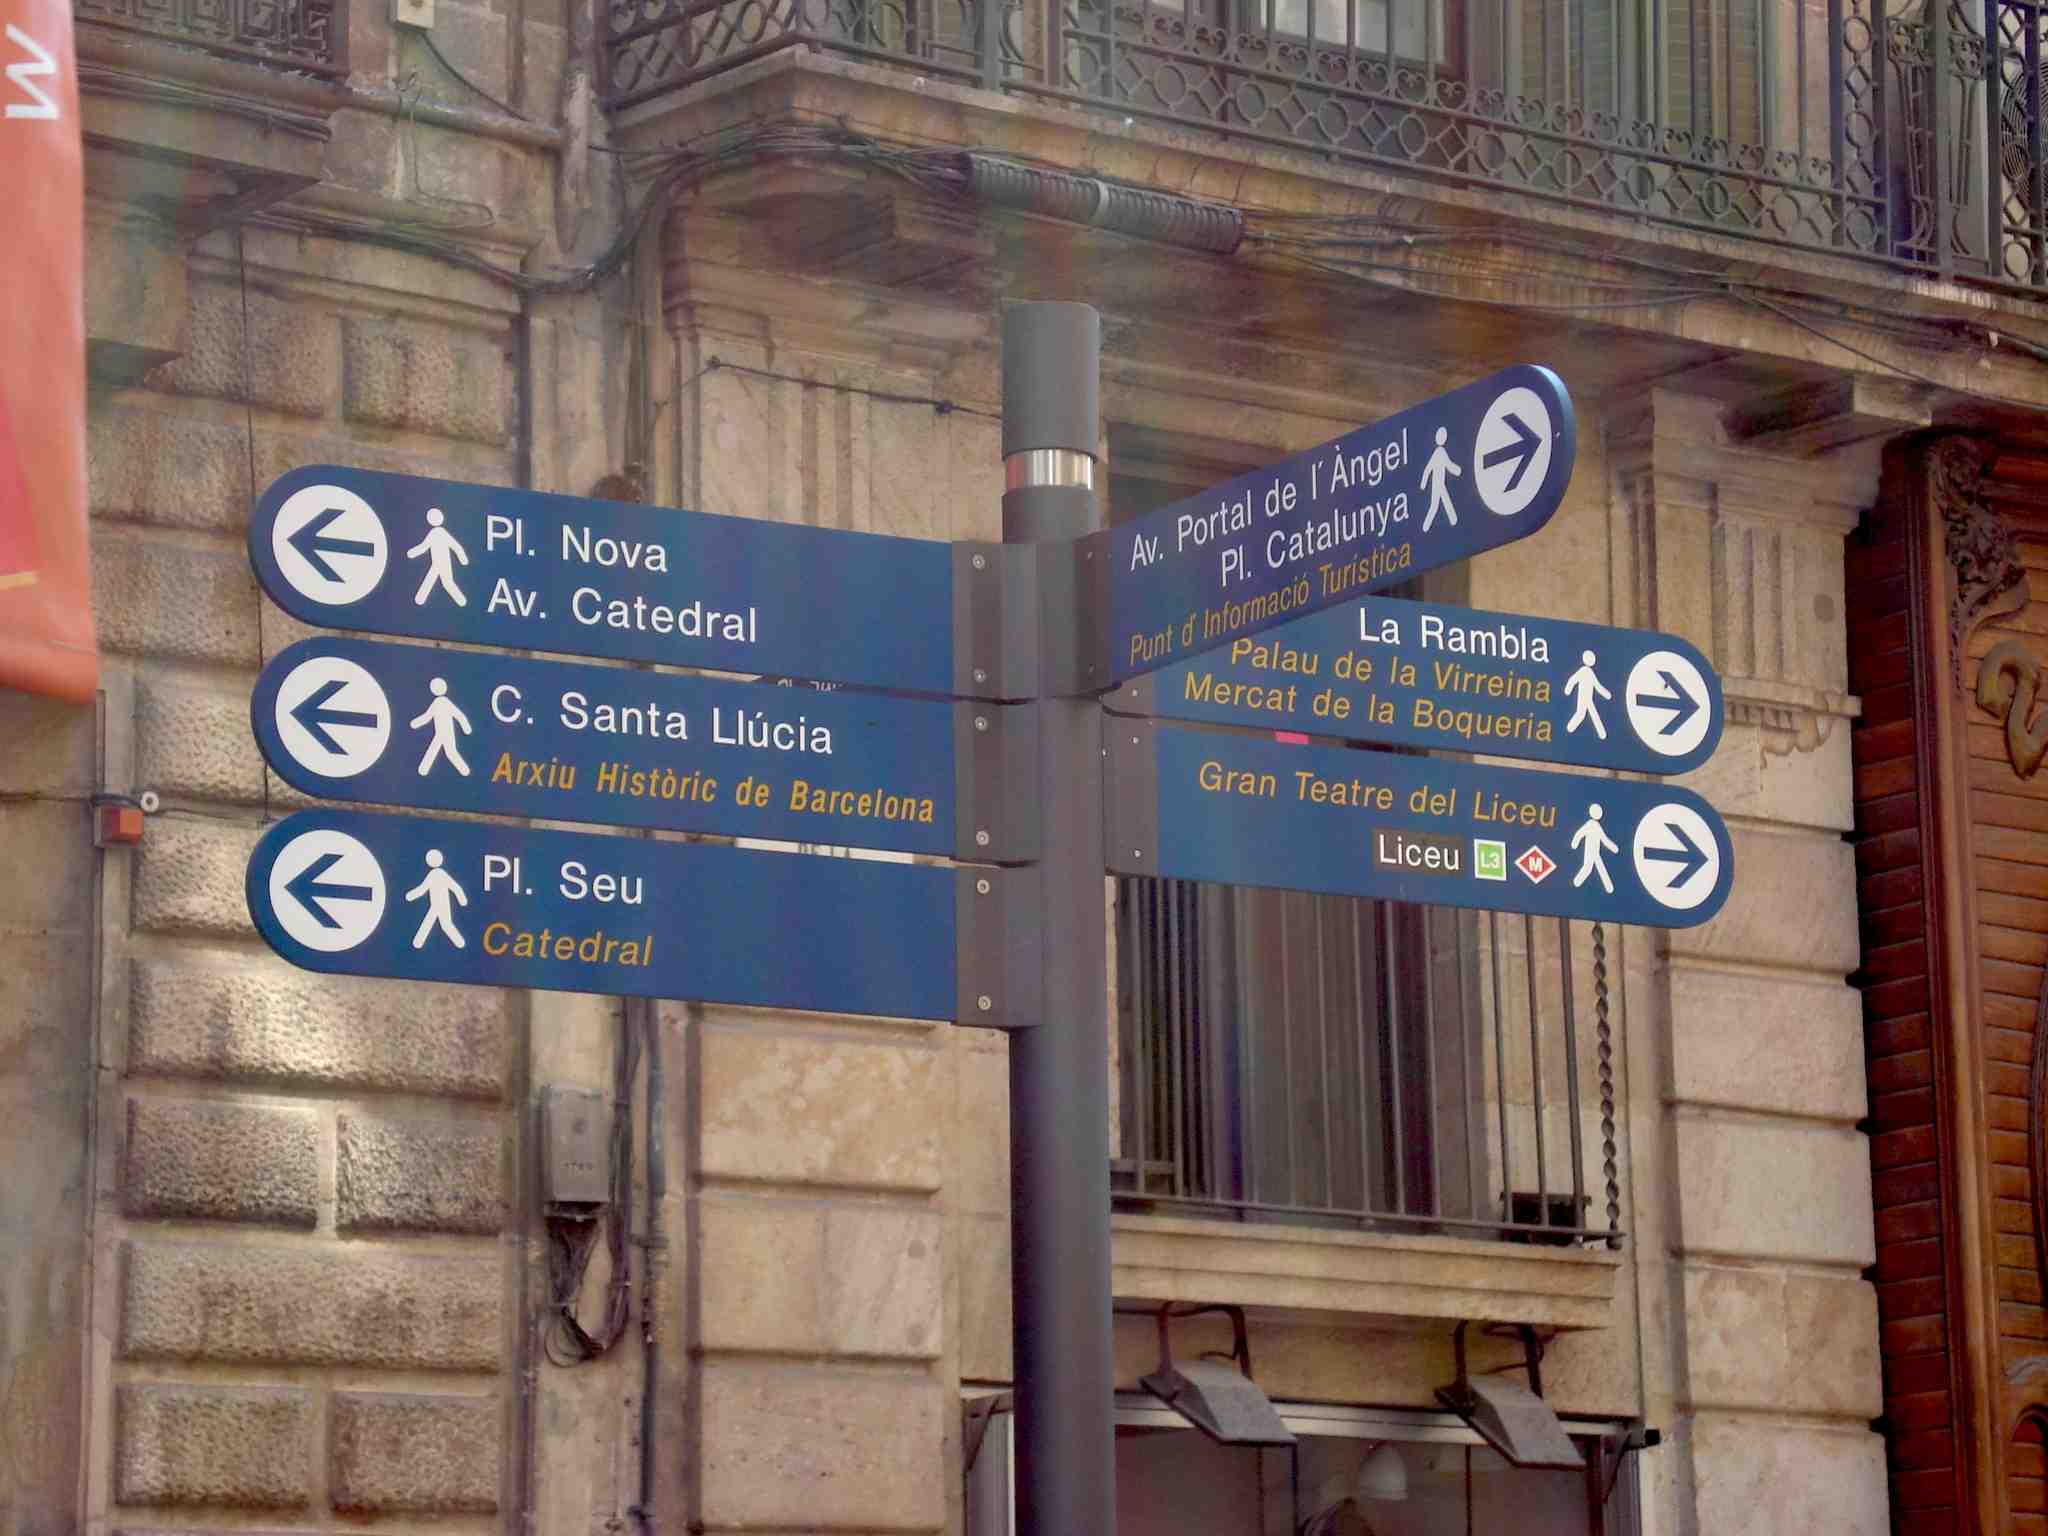 W
Pl. Nova
Av. Catedral
C. Santa Llúcia
Arxiu Històric de Barcelona
Pl. Seu
Catedral
Av. Portal de l'Àngel
Pl. Catalunya
Punt d'Informació Turística
La Rambla
Palau de la Virreina
Mercat de la Boqueria
Gran Teatre del Liceu
Liceu L3 M